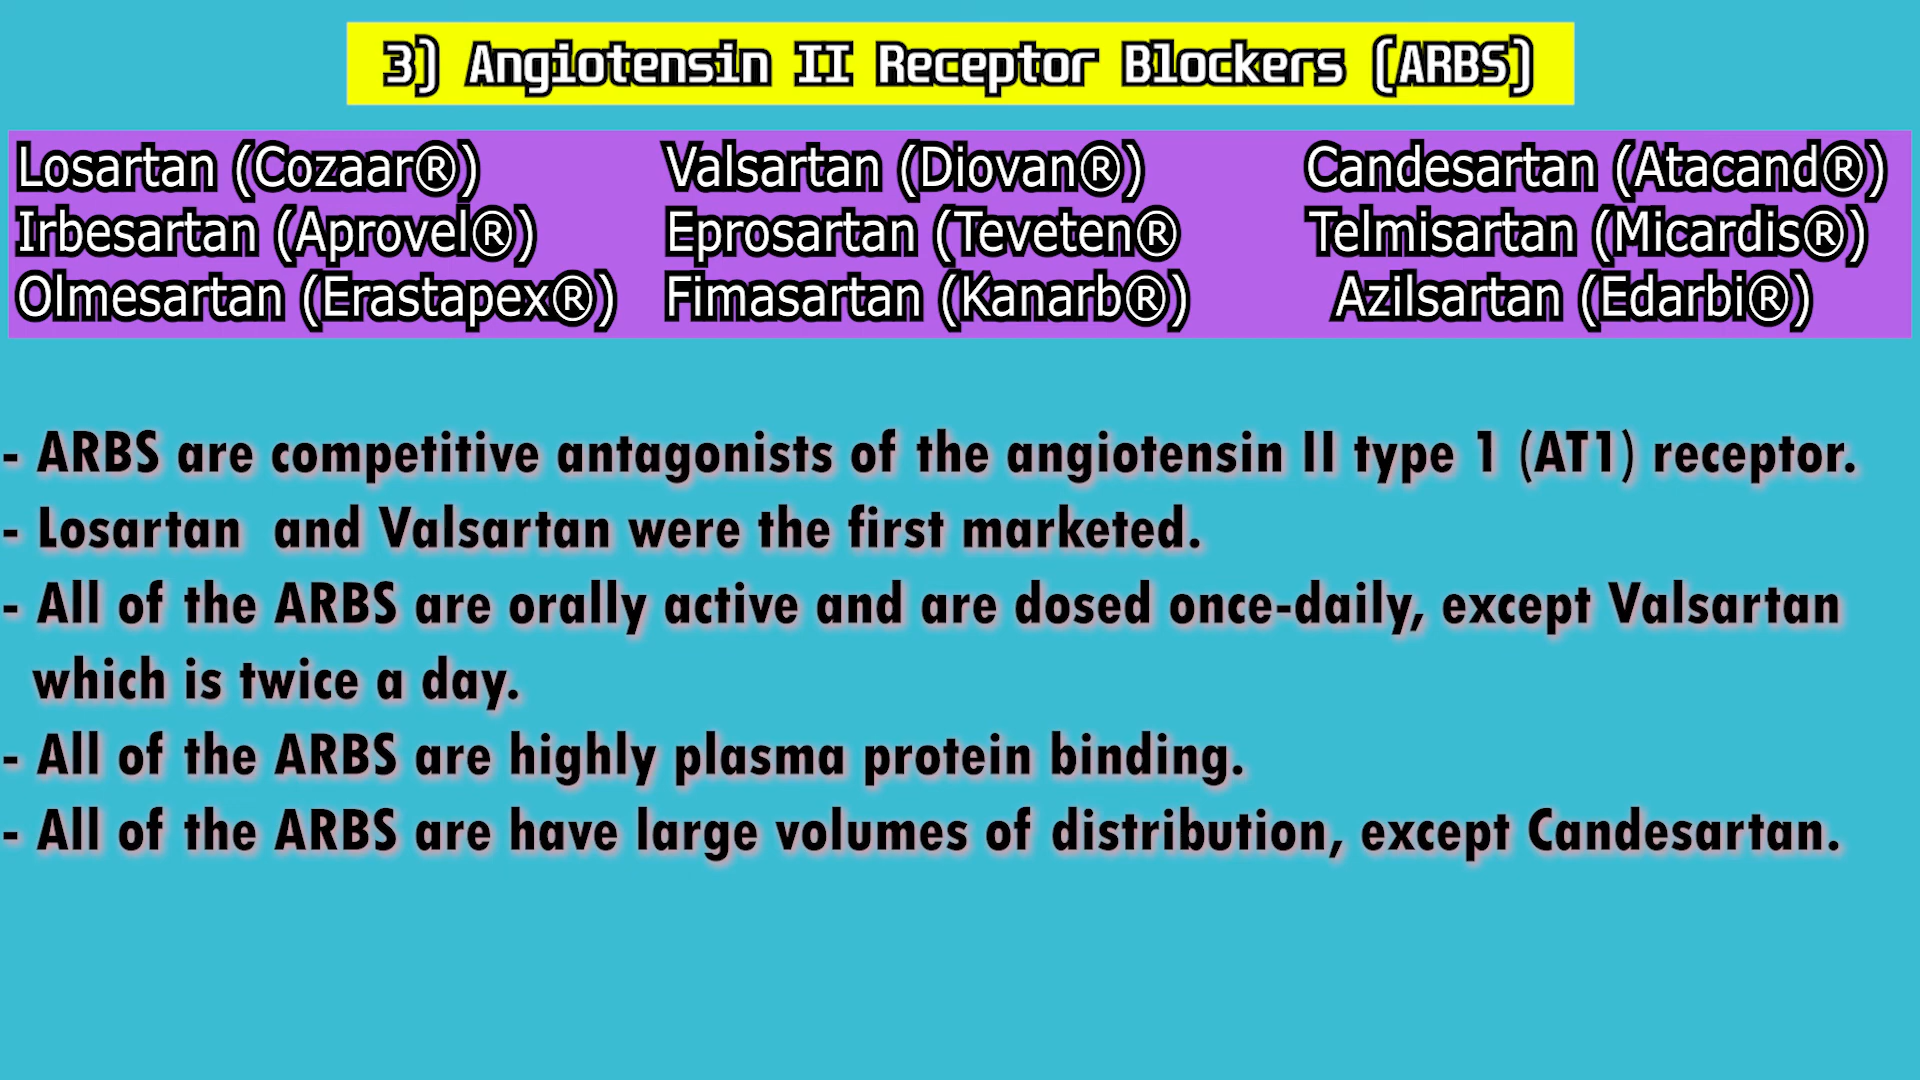 3) Angiotensin II Receptor Blockers (ARBS)
Losartan (Cozaar®) Valsartan (Diovan®) Candesartan (Atacand®)
Irbesartan (Aprovel®) Eprosartan (Teveten® Telmisartan (Micardis®)
Olmesartan (Erastapex®) Fimasartan (Kanarb®) Azilsartan (Edarbi®)
- ARBS are competitive antagonists of the angiotensin II type 1 (AT1) receptor.
- Losartan and Valsartan were the first marketed.
- All of the ARBS are orally active and are dosed once-daily, except Valsartan
which is twice a day.
- All of the ARBS are highly plasma protein binding.
- All of the ARBS are have large volumes of distribution, except Candesartan.